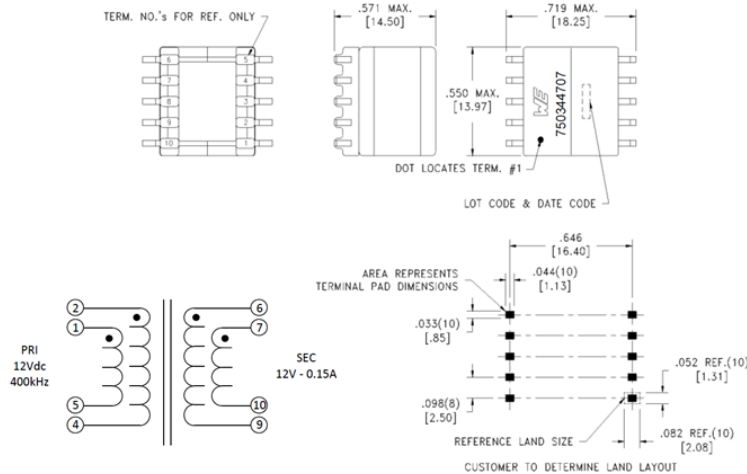 TERM. NO.'s FOR REF. ONLY
6
7
8
9
10
5
4
3
2
1
.571 MAX.
[14.50]
.719 MAX.
[18.25]
.550 MAX.
[13.97]
WE
750344707
DOT LOCATES TERM. #1
LOT CODE & DATE CODE
2
1
5
4
6
7
10
9
PRI
12Vdc
400kHz
SEC
12V - 0.15A
.646
[16.40]
AREA REPRESENTS
TERMINAL PAD DIMENSIONS
.044(10)
[1.13]
.033(10)
[.85]
.098(8)
[2.50]
.052 REF.(10)
[1.31]
.082 REF.(10)
[2.08]
REFERENCE LAND SIZE
CUSTOMER TO DETERMINE LAND LAYOUT